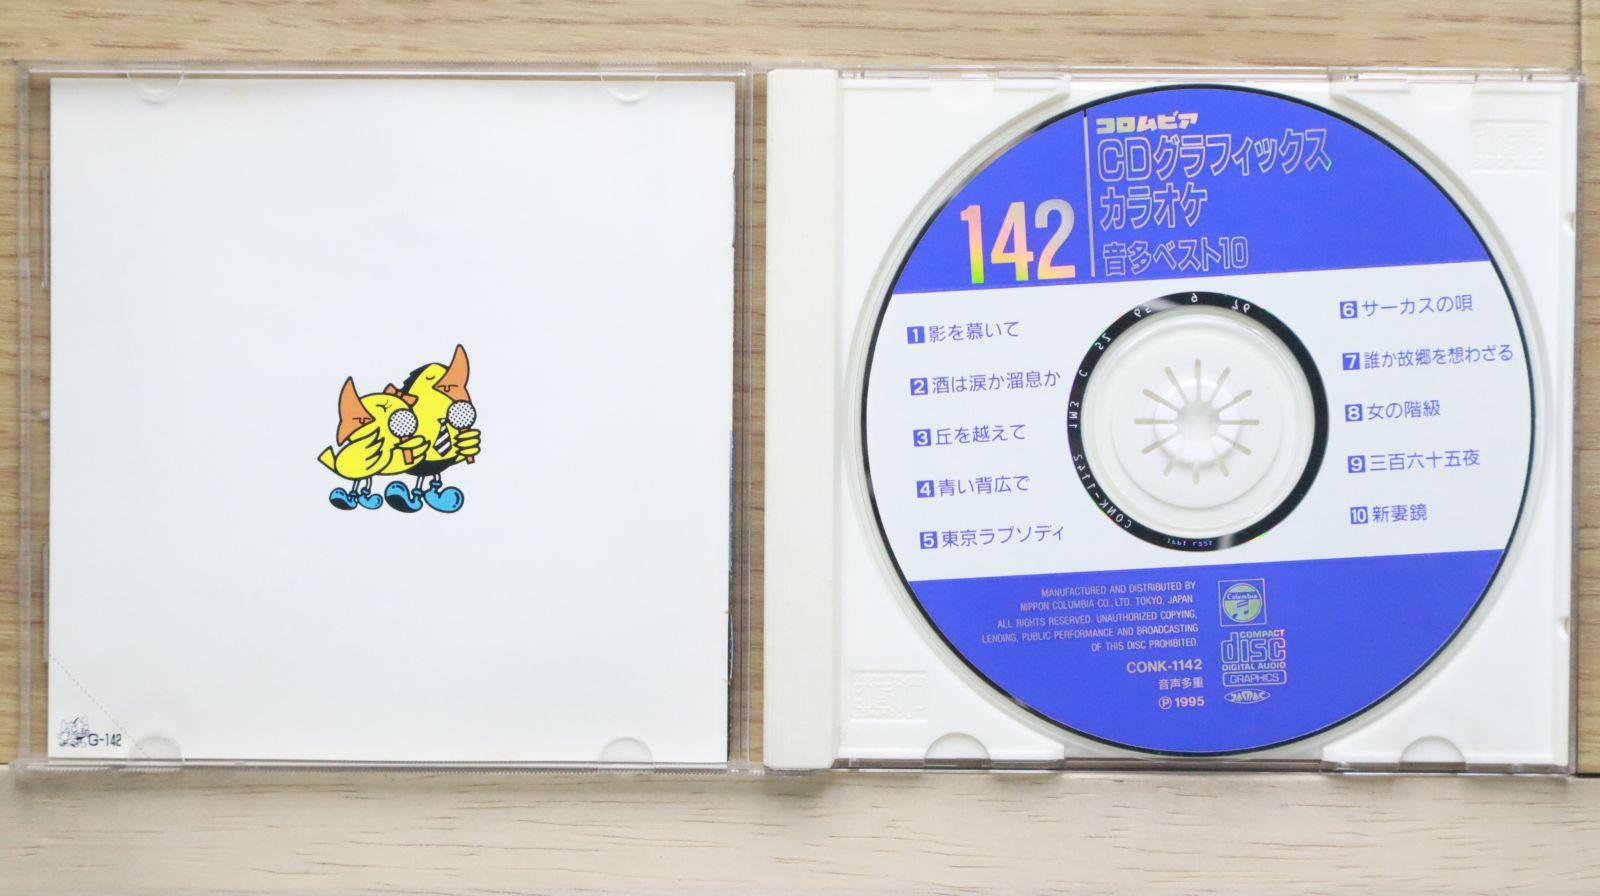 G-142
コロムビア
CDグラフィックス
カラオケ
142
音多ベスト10
1 影を慕いて
2 酒は涙か溜息か
3 丘を越えて
4 青い背広で
5 東京ラプソディ
6 サーカスの唄
7 誰か故郷を想わざる
8 女の階級
9 三百六十五夜
10 新妻鏡
MANUFACTURED AND DISTRIBUTED BY
NIPPON COLUMBIA CO., LTD. TOKYO, JAPAN.
ALL RIGHTS RESERVED. UNAUTHORIZED COPYING,
LENDING, PUBLIC PERFORMANCE AND BROADCASTING
OF THIS DISC PROHIBITED.
CONK-1142
音声多重
Ⓟ 1995
Columbia
COMPACT
disc
DIGITAL AUDIO
GRAPHICS
JASRAC